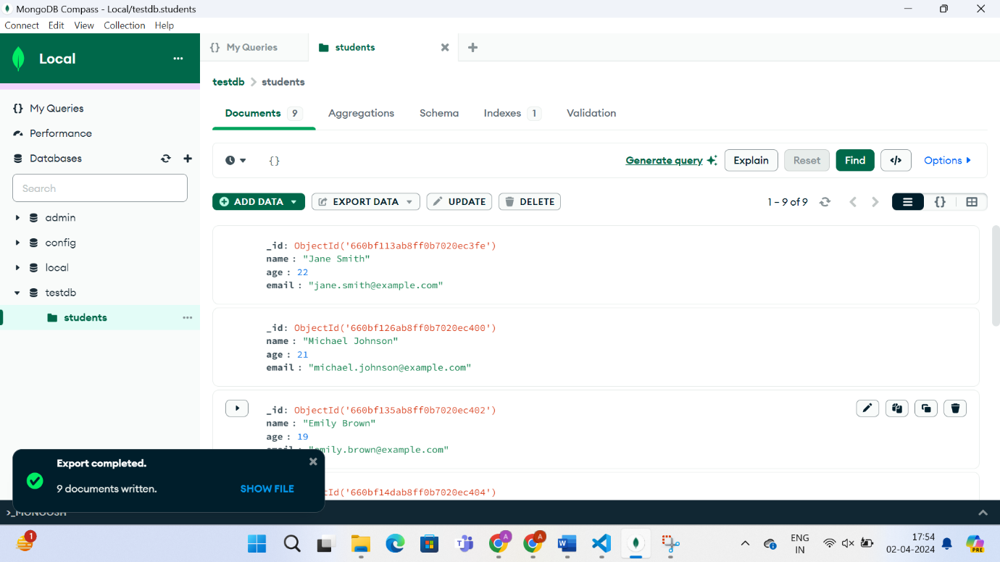 MongoDB Compass - Local/testdb.students
Connect Edit View Collection Help
Local
{} My Queries
students
testdb > students
Documents 9 Aggregations Schema Indexes 1 Validation
{} My Queries
Performance
Databases
Search
admin
config
local
testdb
students
{}
Generate query Explain Reset Find </> Options
ADD DATA EXPORT DATA UPDATE DELETE
1 – 9 of 9
{}
_id: ObjectId('660bf113ab8ff0b7020ec3fe')
name : "Jane Smith"
age : 22
email : "jane.smith@example.com"
_id: ObjectId('660bf126ab8ff0b7020ec400')
name : "Michael Johnson"
age : 21
email : "michael.johnson@example.com"
_id: ObjectId('660bf135ab8ff0b7020ec402')
name : "Emily Brown"
age : 19
email : "emily.brown@example.com"
ctId('660bf14dab8ff0b7020ec404')
Export completed.
9 documents written. SHOW FILE
>_MONGOSH
1
A
A
ENG
IN
17:54
02-04-2024
PRE